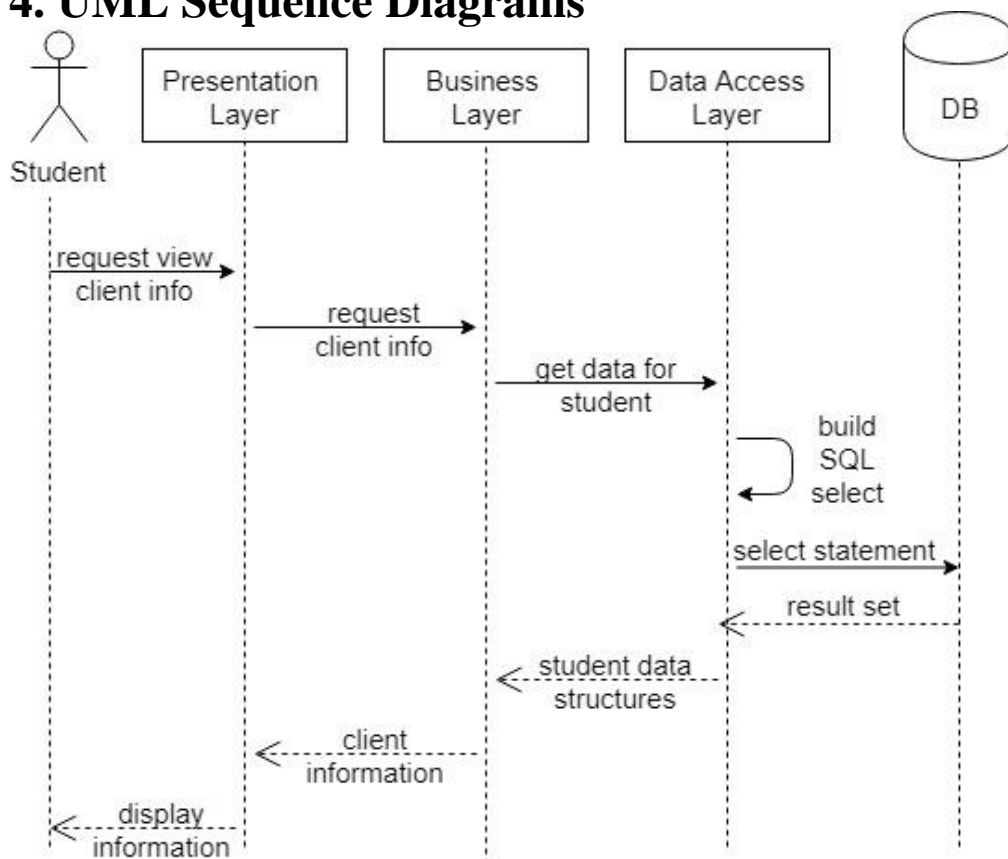 4. UML Sequence Diagrams
Presentation
Layer
Business
Layer
Data Access
Layer
DB
Student
request view
client info
request
client info
get data for
student
build
SQL
select
select statement
result set
student data
structures
client
information
display
information